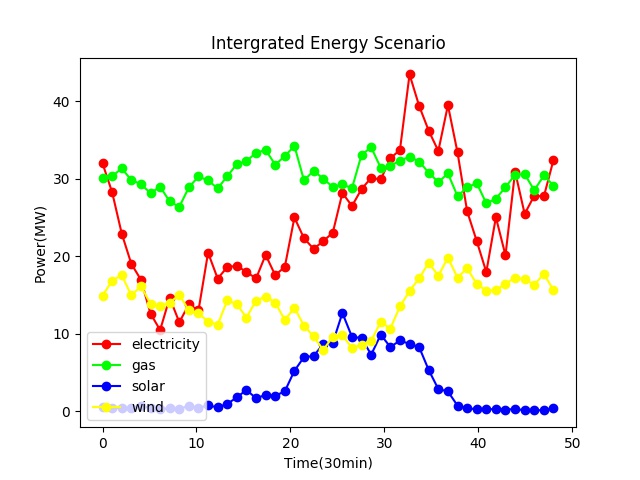 Intergrated Energy Scenario
Power(MW)
40
30
20
10
0
electricity
gas
solar
wind
0 10 20 30 40 50
Time(30min)